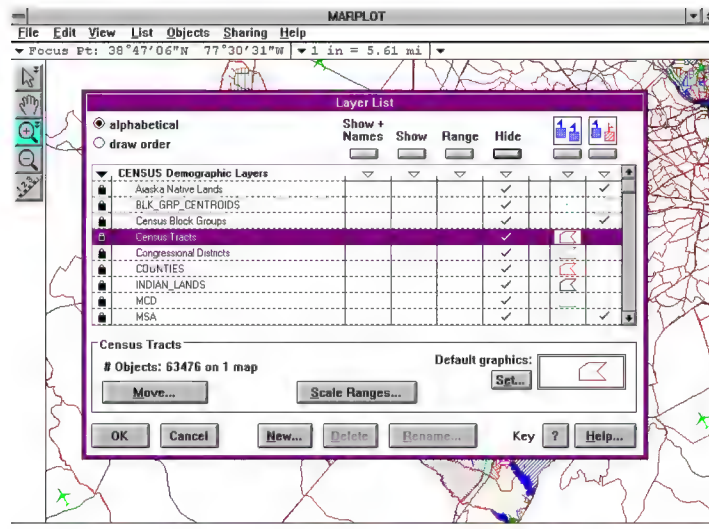 MARPLOT
File Edit View List Objects Sharing Help
Focus Pt: 38°47'06"N 77°30'31"W 1 in = 5.61 mi
Layer List
alphabetical
draw order
Show + Names Show Range Hide
CENSUS Demographic Layers
Alaska Native Lands
BLK_GRP_CENTROIDS
Census Block Groups
Census Tracts
Congressional Districts
COUNTIES
INDIAN_LANDS
MCD
MSA
Census Tracts
# Objects: 63476 on 1 map
Default graphics:
Move... Scale Ranges... Set...
OK Cancel New... Delete Rename... Key ? Help...